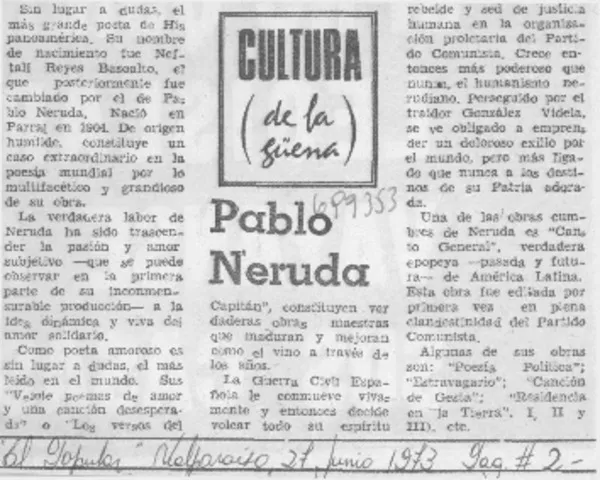 Sin lugar a dudas, el
más grande poeta de His
panoamérica. Su nombre
de nacimiento fue Nef-
talí Reyes Basoalto, el
que posteriormente fue
cambiado por el de Pa-
blo Neruda. Nació en
Parral en 1904. De origen
humilde, constituye un
caso extraordinario en la
poesía mundial por lo
multifacético y grandioso
de su obra.
La verdadera labor de
Neruda ha sido trascen-
der la pasión y amor
subjetivo —que se puede
observar en la primera
parte de su inconmen-
surable producción— a la
idea dinámica y viva del
amor solidario.
Como poeta amoroso es
sin lugar a dudas, el más
leído en el mundo. Sus
"Veinte poemas de amor
y una canción desespera-
da" o "Los versos del
CULTURA
(de la
güena)
699353
Pablo
Neruda
Capitán", constituyen ver
daderas obras maestras
que maduran y mejoran
como el vino a través de
los años.
La Guerra Civil Espa-
ñola le conmueve viva-
mente y entonces decide
volcar todo su espíritu
rebelde y sed de justicia
humana en la organiza-
ción proletaria del Parti-
do Comunista. Crece en-
tonces más poderoso que
nunca, el humanismo ne-
rudiano. Perseguido por el
traidor González Videla,
se ve obligado a empren-
der un doloroso exilio por
el mundo, pero más liga-
do que nunca a los desti-
nos de su Patria adora-
da.
Una de las obras cum-
bres de Neruda es "Can-
to General", verdadera
epopeya —pasada y futu-
ra— de América Latina.
Esta obra fue editada por
primera vez en plena
clandestinidad del Partido
Comunista.
Algunas de sus obras
son: "Poesía Política";
"Estravagario"; "Canción
de Gesta"; "Residencia
en la Tierra", I, II y
III), etc.
"El Popular" Valparaíso, 27, junio 1973 Pag. # 2-